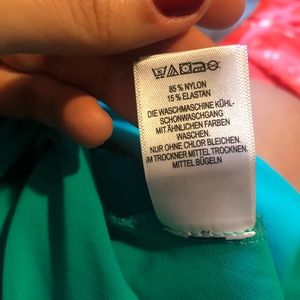 85 % NYLON
15 % ELASTAN
DIE WASCHMASCHINE KÜHL-
SCHONWASCHGANG
MIT ÄHNLICHEN FARBEN
WASCHEN.
NUR OHNE CHLOR BLEICHEN.
IM TROCKNER MITTEL TROCKNEN.
MITTEL BÜGELN